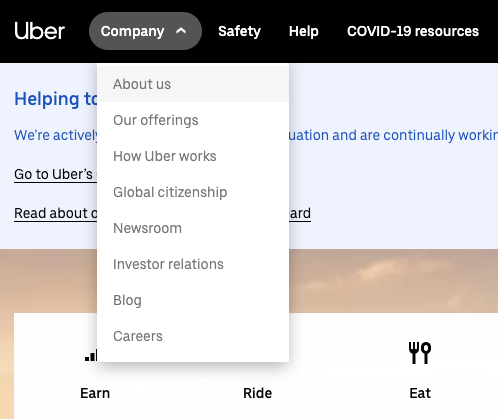 Uber Company Safety Help COVID-19 resources
About us
Helping to
Our offerings
We're actively uation and are continually workin
How Uber works
Go to Uber's
Global citizenship
Read about ard
Newsroom
Investor relations
Blog
Careers
Earn Ride Eat